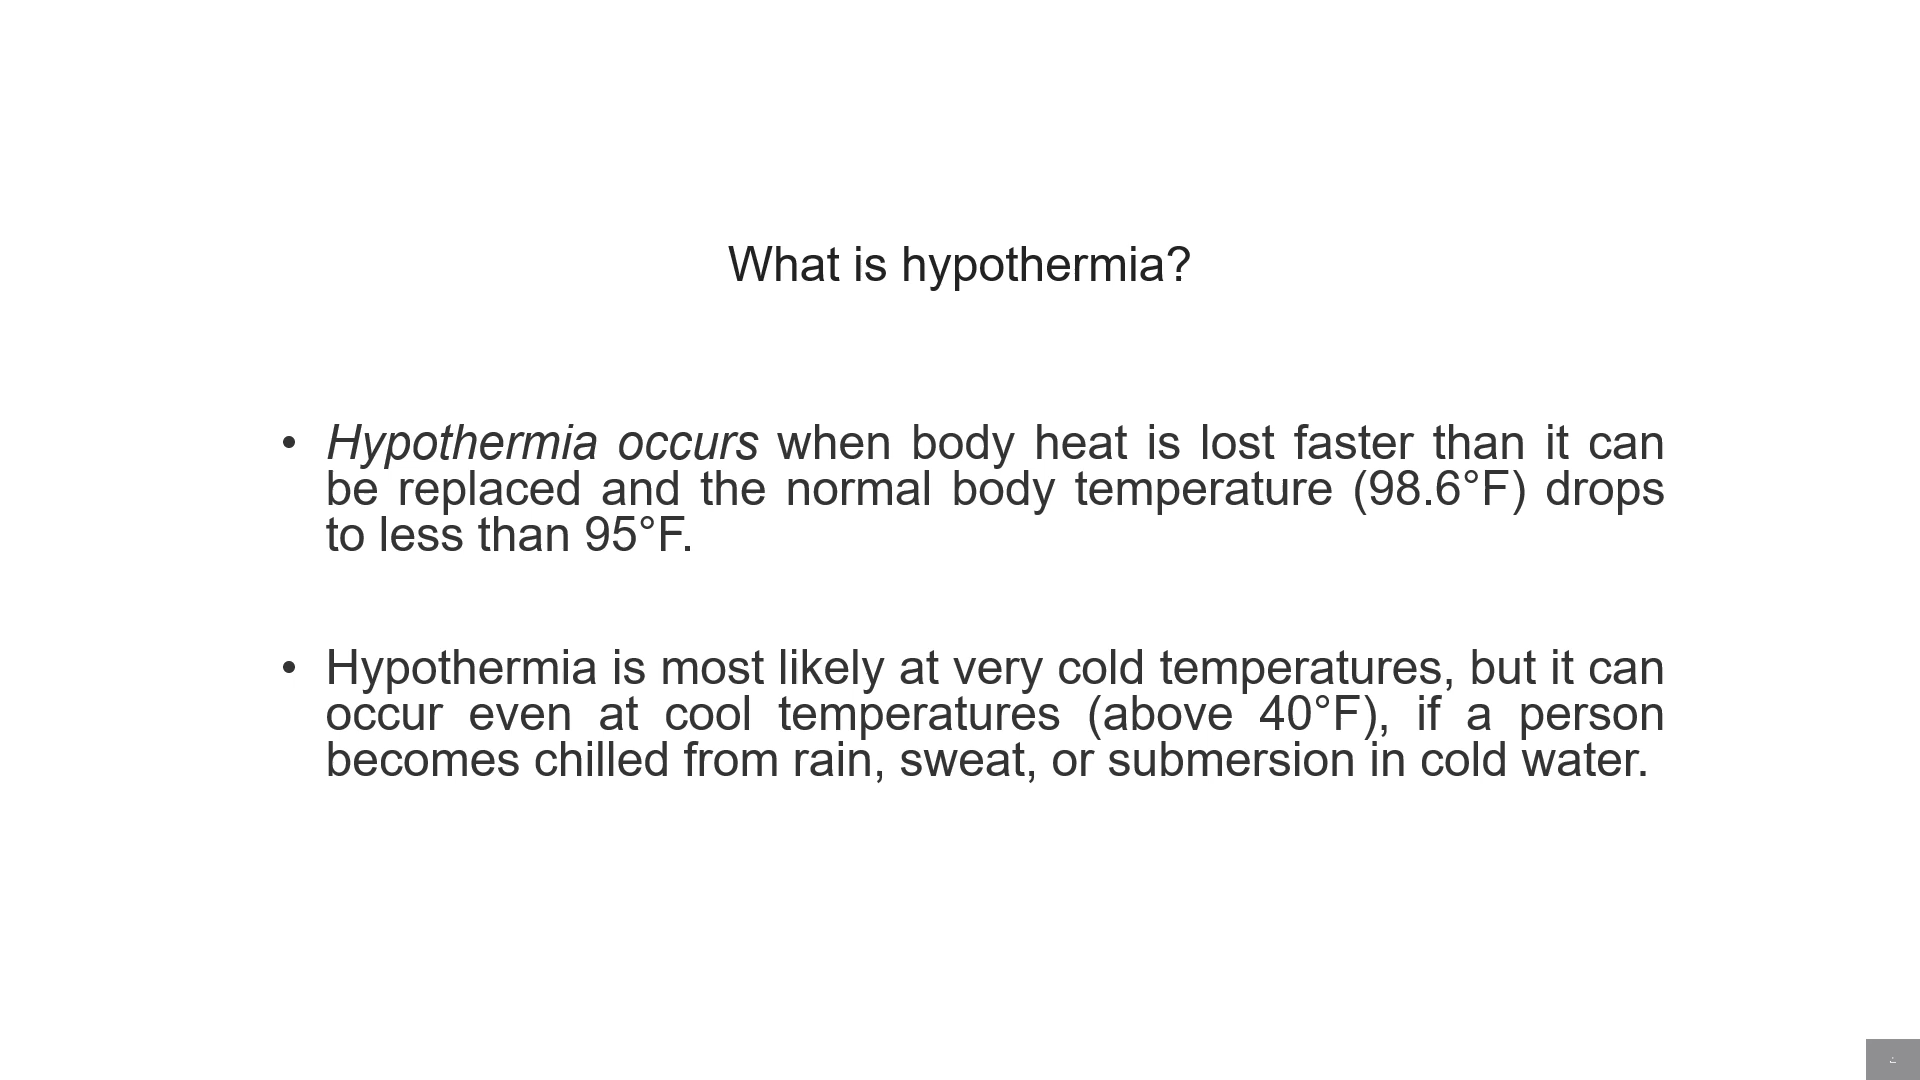 What is hypothermia?
• Hypothermia occurs when body heat is lost faster than it can
be replaced and the normal body temperature (98.6°F) drops
to less than 95°F.
• Hypothermia is most likely at very cold temperatures, but it can
occur even at cool temperatures (above 40°F), if a person
becomes chilled from rain, sweat, or submersion in cold water.